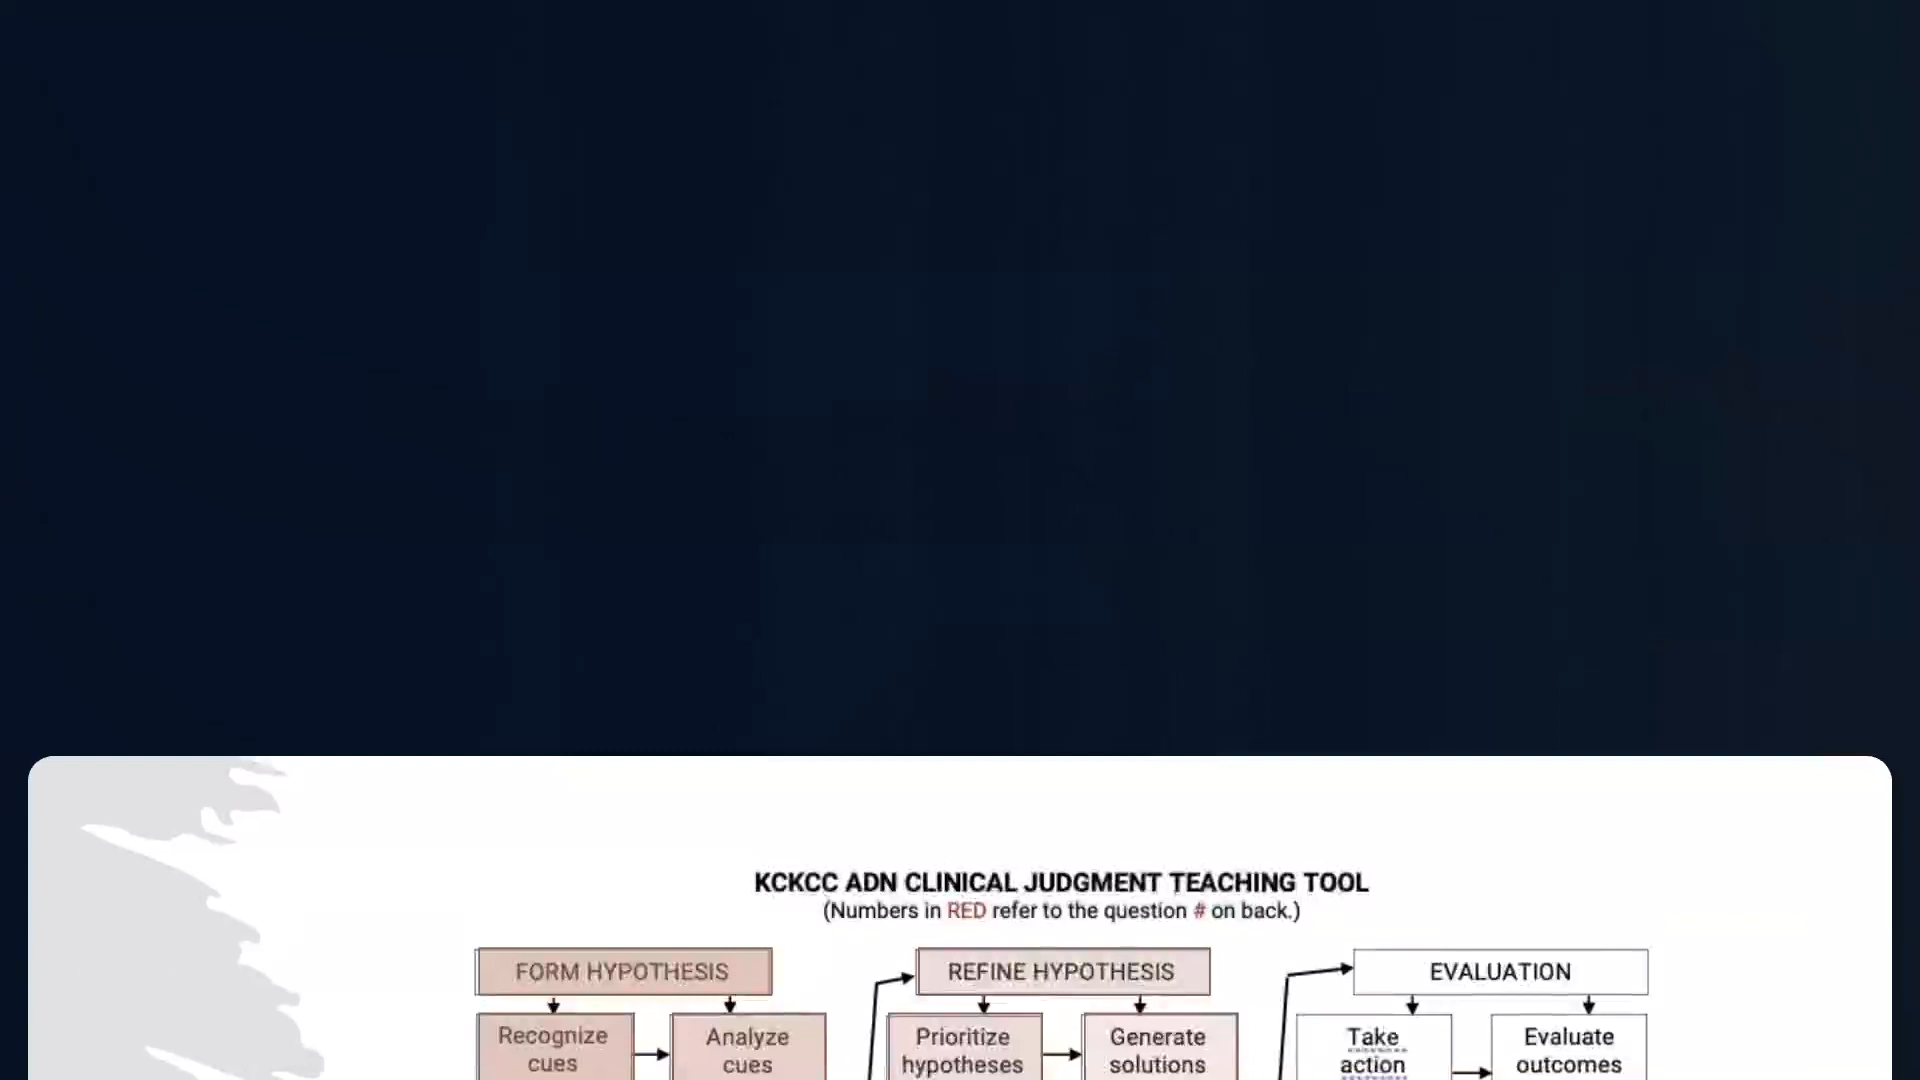 KCKCC ADN CLINICAL JUDGMENT TEACHING TOOL
(Numbers in RED refer to the question # on back.)
FORM HYPOTHESIS
Recognize
cues
Analyze
cues
REFINE HYPOTHESIS
Prioritize
hypotheses
Generate
solutions
EVALUATION
Take
action
Evaluate
outcomes